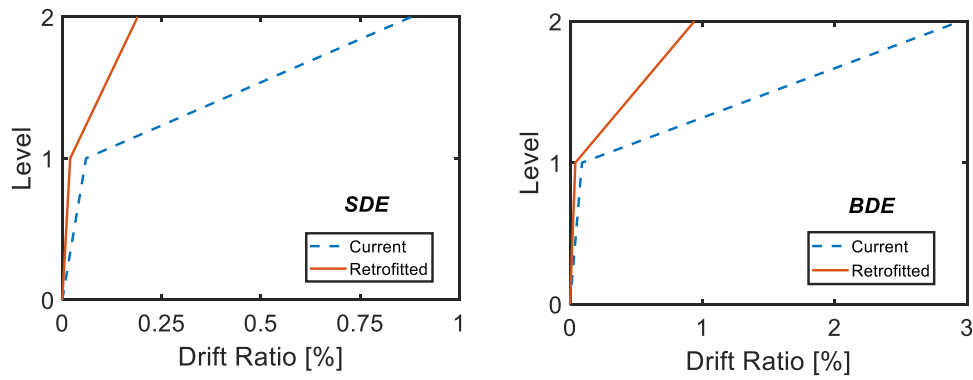 2
1
0
Level
SDE
Current
Retrofitted
0
0.25
0.5
0.75
1
Drift Ratio [%]
2
1
0
Level
BDE
Current
Retrofitted
0
1
2
3
Drift Ratio [%]